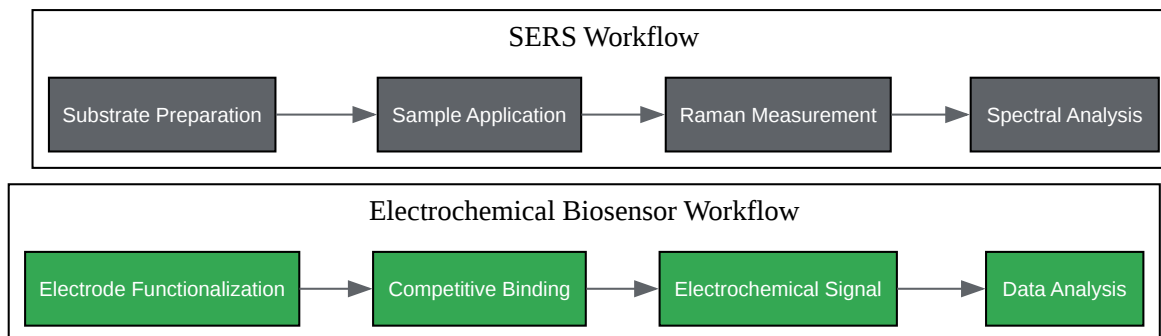 SERS Workflow
Substrate Preparation
Sample Application
Raman Measurement
Spectral Analysis
Electrochemical Biosensor Workflow
Electrode Functionalization
Competitive Binding
Electrochemical Signal
Data Analysis